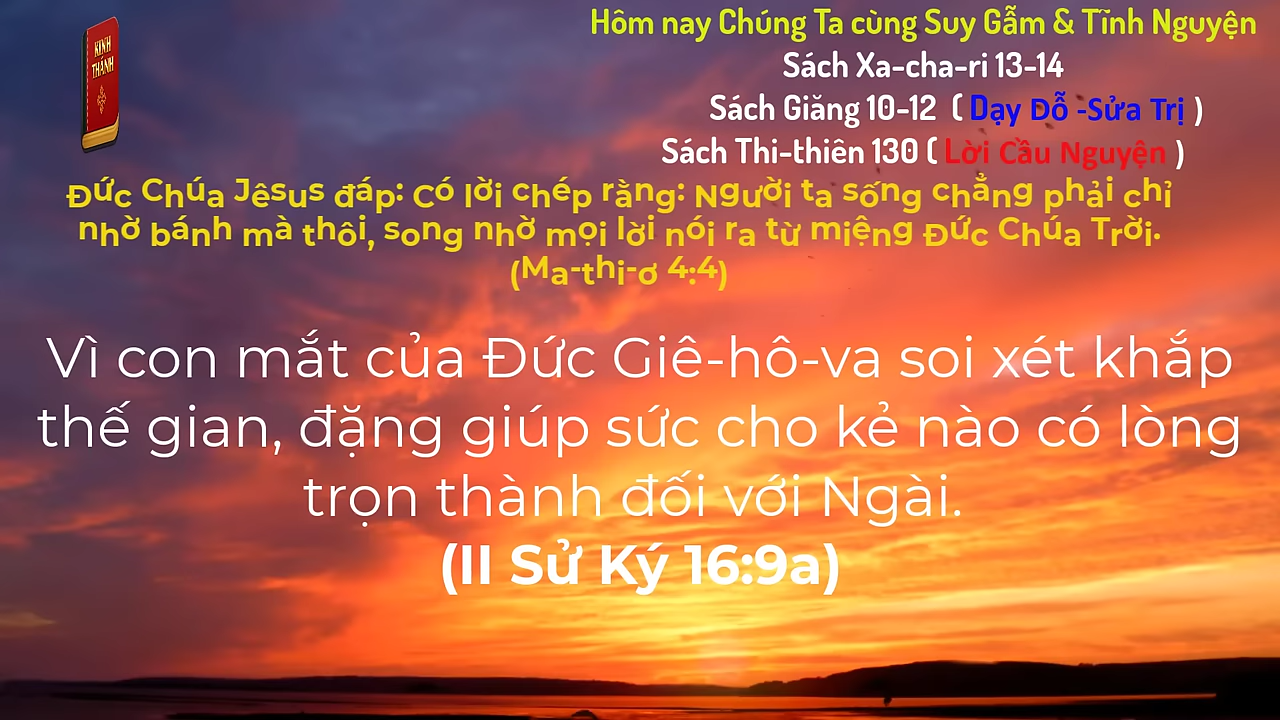 KINH
THÁNH
Hôm nay Chúng Ta cùng Suy Gẫm & Tĩnh Nguyện
Sách Xa-cha-ri 13-14
Sách Giăng 10-12 ( Dạy Đỗ -Sửa Trị )
Sách Thi-thiên 130 ( Lời Cầu Nguyện )
Đức Chúa Jêsus đáp: Có lời chép rằng: Người ta sống chẳng phải chỉ
nhờ bánh mà thôi, song nhờ mọi lời nói ra từ miệng Đức Chúa Trời.
(Ma-thi-ơ 4:4)
Vì con mắt của Đức Giê-hô-va soi xét khắp
thế gian, đặng giúp sức cho kẻ nào có lòng
trọn thành đối với Ngài.
(II Sử Ký 16:9a)